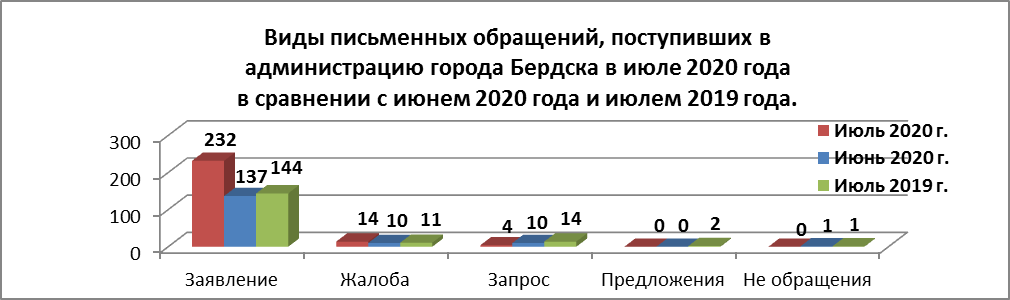 Виды письменных обращений, поступивших в
администрацию города Бердска в июле 2020 года
в сравнении с июнем 2020 года и июлем 2019 года.
Июль 2020 г.
Июнь 2020 г.
Июль 2019 г.
300
200
100
0
232 137 144
14 10 11
4 10 14
0 0 2
0 1 1
Заявление Жалоба Запрос Предложения Не обращения